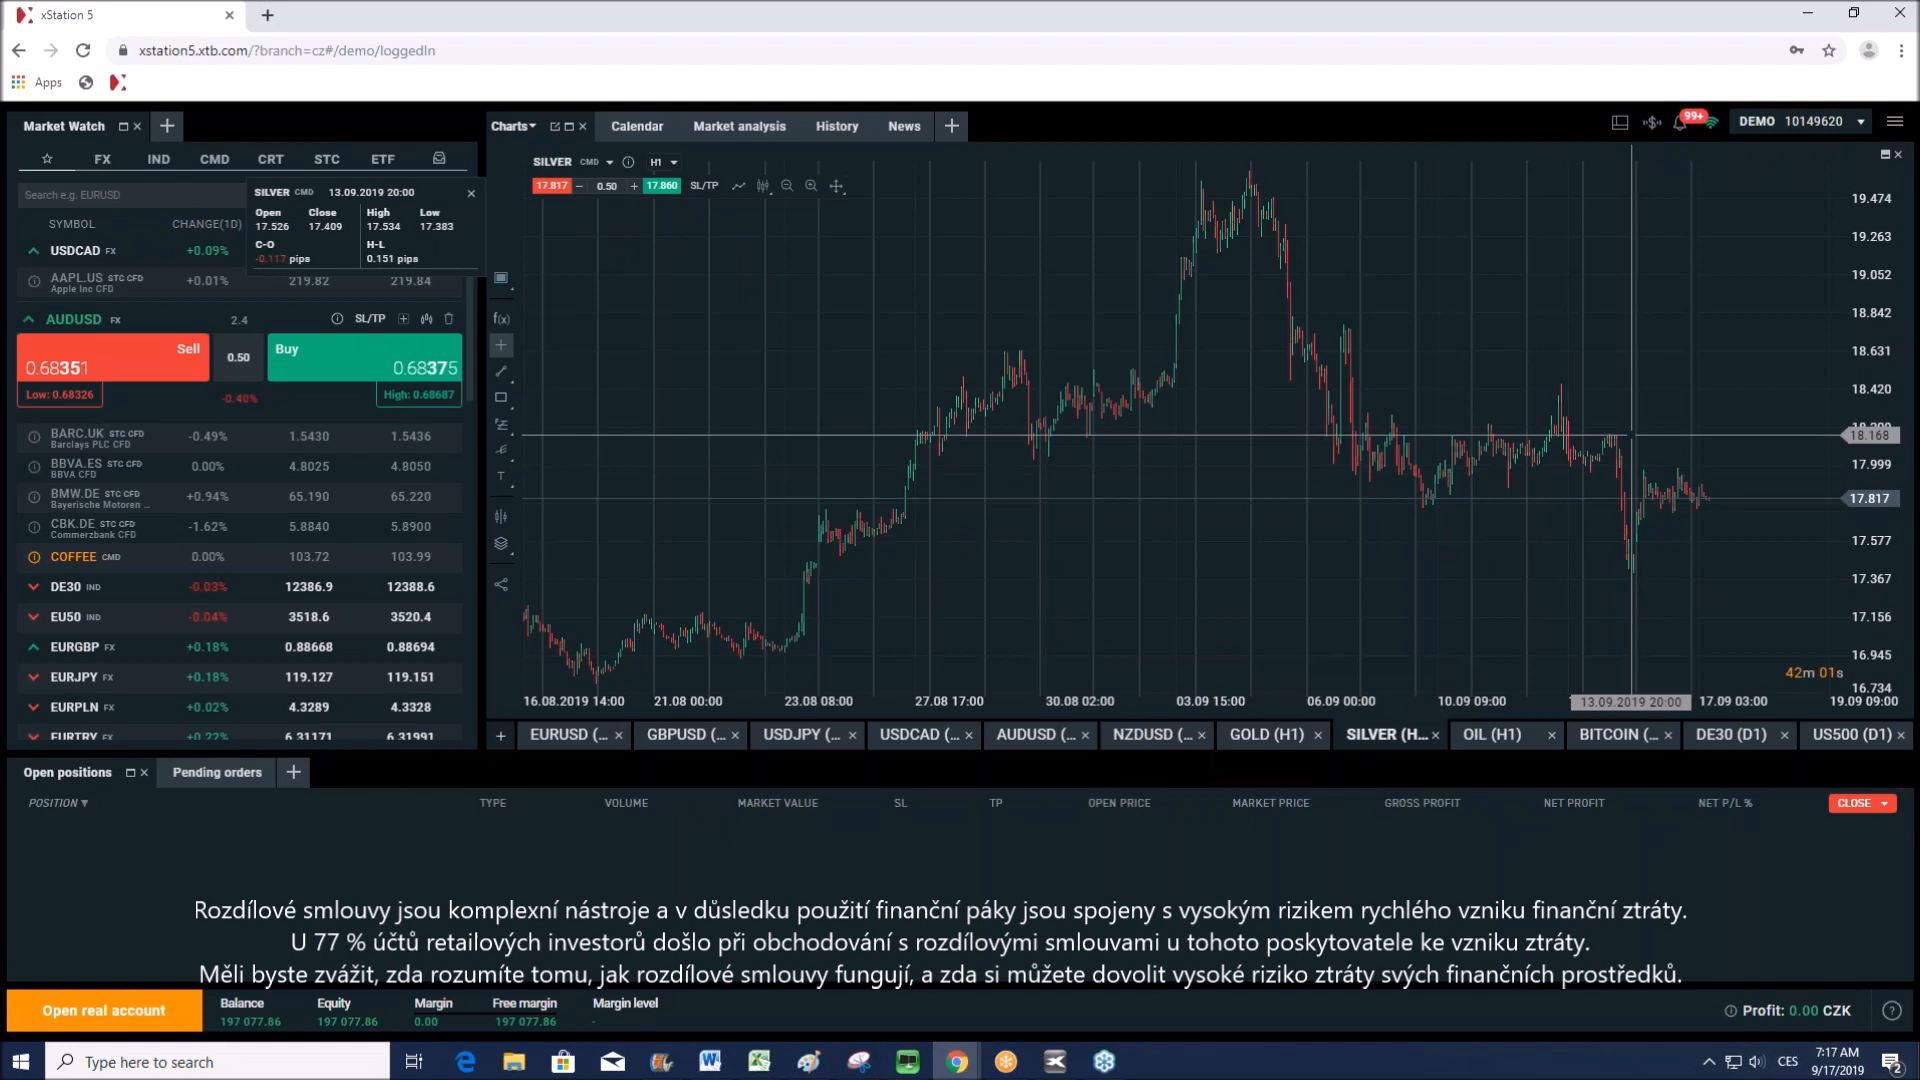 xStation 5
xstation5.xtb.com/?branch=cz#/demo/loggedIn
Apps
Market Watch
Charts Calendar Market analysis History News
99+ DEMO 10149620
FX IND CMD CRT STC ETF
Search e.g. EURUSD
SYMBOL CHANGE(1D)
SILVER CMD 13.09.2019 20:00
Open Close High Low
17.526 17.409 17.534 17.383
C-O H-L
-0.117 pips 0.151 pips
USDCAD FX +0.09%
AAPL.US STC CFD +0.01% 219.82 219.84
Apple Inc CFD
AUDUSD FX 2.4 SL/TP
Sell 0.50 Buy
0.68351 0.68375
Low: 0.68326 -0.40% High: 0.68687
BARC.UK STC CFD -0.49% 1.5430 1.5436
Barclays PLC CFD
BBVA.ES STC CFD 0.00% 4.8025 4.8050
BBVA CFD
BMW.DE STC CFD +0.94% 65.190 65.220
Bayerische Motoren ...
CBK.DE STC CFD -1.62% 5.8840 5.8900
Commerzbank CFD
COFFEE CMD 0.00% 103.72 103.99
DE30 IND -0.03% 12386.9 12388.6
EU50 IND -0.04% 3518.6 3520.4
EURGBP FX +0.18% 0.88668 0.88694
EURJPY FX +0.18% 119.127 119.151
EURPLN FX +0.02% 4.3289 4.3328
EURTRY FX +0.22% 6.31171 6.31991
SILVER CMD H1
17.817 0.50 17.860 SL/TP
f(x)
T
19.474
19.263
19.052
18.842
18.631
18.420
18.168
17.999
17.817
17.577
17.367
17.156
16.945
16.734
42m 01s
16.08.2019 14:00 21.08 00:00 23.08 08:00 27.08 17:00 30.08 02:00 03.09 15:00 06.09 00:00 10.09 09:00 13.09.2019 20:00 17.09 03:00 19.09 09:00
EURUSD (... GBPUSD (... USDJPY (... USDCAD (... AUDUSD (... NZDUSD (... GOLD (H1) SILVER (H... OIL (H1) BITCOIN (... DE30 (D1) US500 (D1)
Open positions Pending orders
POSITION TYPE VOLUME MARKET VALUE SL TP OPEN PRICE MARKET PRICE GROSS PROFIT NET PROFIT NET P/L % CLOSE
Rozdílové smlouvy jsou komplexní nástroje a v důsledku použití finanční páky jsou spojeny s vysokým rizikem rychlého vzniku finanční ztráty.
U 77 % účtů retailových investorů došlo při obchodování s rozdílovými smlouvami u tohoto poskytovatele ke vzniku ztráty.
Měli byste zvážit, zda rozumíte tomu, jak rozdílové smlouvy fungují, a zda si můžete dovolit vysoké riziko ztráty svých finančních prostředků.
Open real account
Balance Equity Margin Free margin Margin level
197 077.86 197 077.86 0.00 197 077.86 -
Profit: 0.00 CZK
Type here to search
CES
7:17 AM
9/17/2019
2